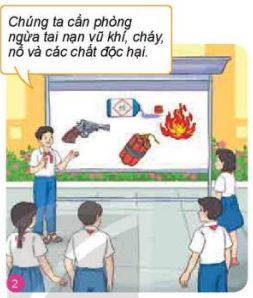 Chúng ta cần phòng
ngừa tai nạn vũ khí, cháy,
nổ và các chất độc hại.
2